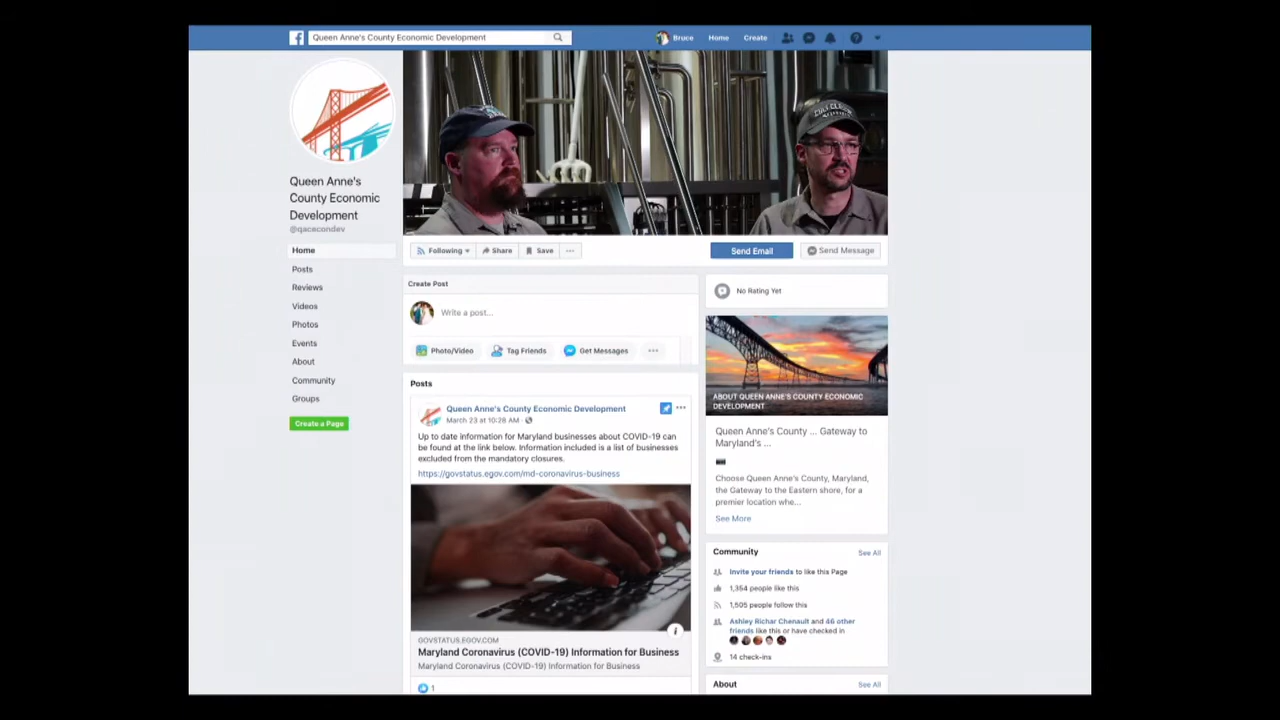 Queen Anne's County Economic Development
Bruce
Home
Create
Queen Anne's
County Economic
Development
@qacecondev
Home
Posts
Reviews
Videos
Photos
Events
About
Community
Groups
Create a Page
Following
Share
Save
Send Email
Send Message
Create Post
Write a post...
Photo/Video
Tag Friends
Get Messages
Posts
Queen Anne's County Economic Development
March 23 at 10:28 AM
Up to date information for Maryland businesses about COVID-19 can
be found at the link below. Information included is a list of businesses
excluded from the mandatory closures.
https://govstatus.egov.com/md-coronavirus-business
GOVSTATUS.EGOV.COM
Maryland Coronavirus (COVID-19) Information for Business
Maryland Coronavirus (COVID-19) Information for Business
1
No Rating Yet
ABOUT QUEEN ANNE'S COUNTY ECONOMIC
DEVELOPMENT
Queen Anne's County ... Gateway to
Maryland's ...
Choose Queen Anne's County, Maryland,
the Gateway to the Eastern shore, for a
premier location whe...
See More
Community
See All
Invite your friends to like this Page
1,354 people like this
1,505 people follow this
Ashley Richar Chenault and 46 other
friends like this or have checked in
14 check-ins
About
See All